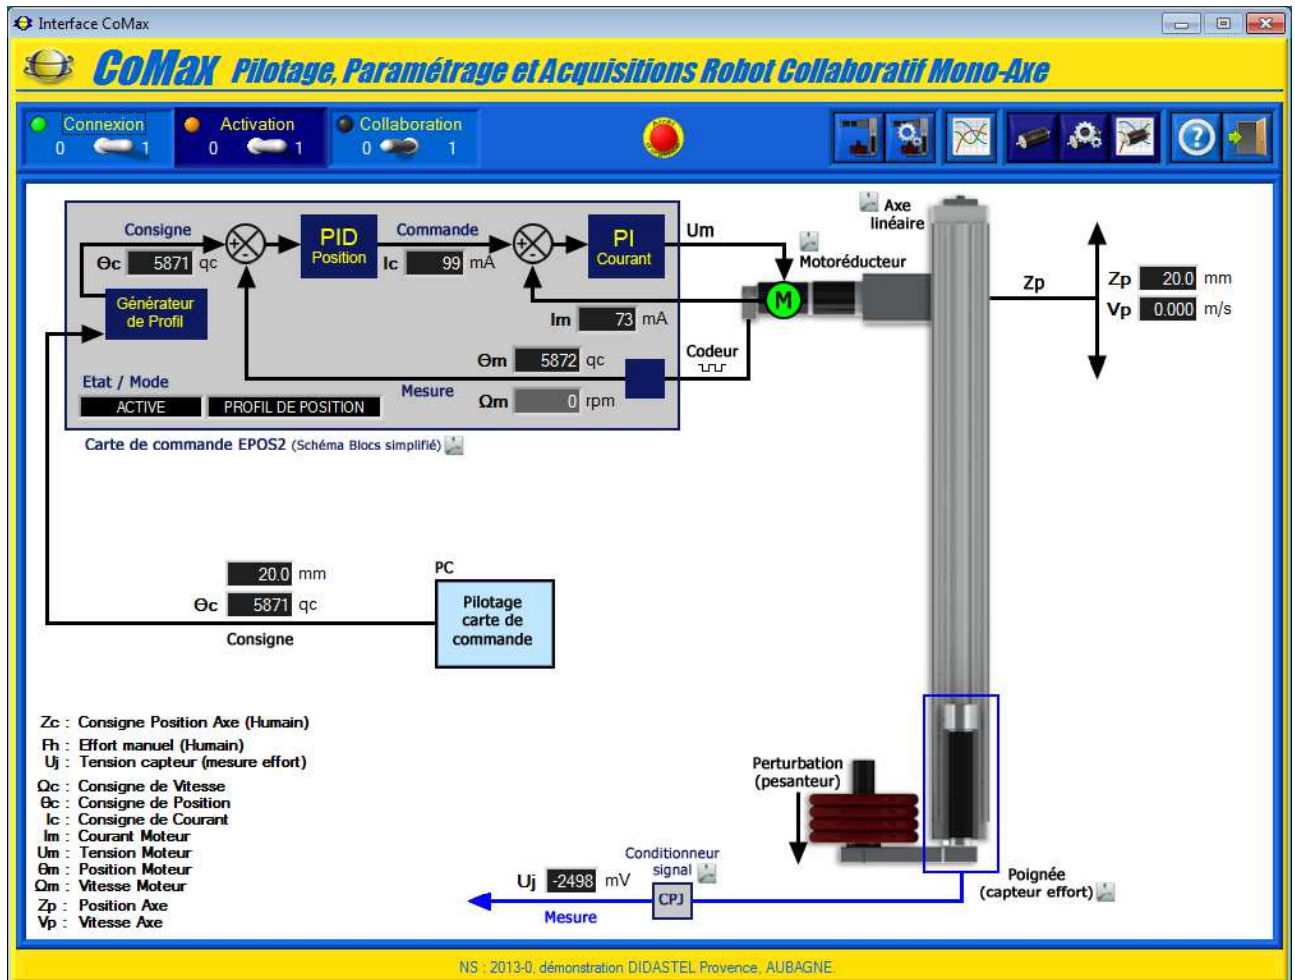 Interface CoMax
CoMax Pilotage, Paramétrage et Acquisitions Robot Collaboratif Mono-Axe
Connexion
0 1
Activation
0 1
Collaboration
0 1
Consigne
Θc 5871 qc
PID
Position
Commande
Ic 99 mA
PI
Courant
Um
Générateur
de Profil
Im 73 mA
Θm 5872 qc
Mesure
Ωm 0 rpm
Codeur
Etat / Mode
ACTIVE
PROFIL DE POSITION
Carte de commande EPOS2 (Schéma Blocs simplifié)
Axe
linéaire
Motoréducteur
M
Zp
Zp 20.0 mm
Vp 0.000 m/s
20.0 mm
Θc 5871 qc
Consigne
PC
Pilotage
carte de
commande
Zc : Consigne Position Axe (Humain)
Fh : Effort manuel (Humain)
Uj : Tension capteur (mesure effort)
Ωc : Consigne de Vitesse
Θc : Consigne de Position
Ic : Consigne de Courant
Im : Courant Moteur
Um : Tension Moteur
Θm : Position Moteur
Ωm : Vitesse Moteur
Zp : Position Axe
Vp : Vitesse Axe
Perturbation
(pesanteur)
Conditionneur
signal
Uj -2498 mV
CPJ
Mesure
Poignée
(capteur effort)
NS : 2013-0, démonstration DIDASTEL Provence, AUBAGNE.